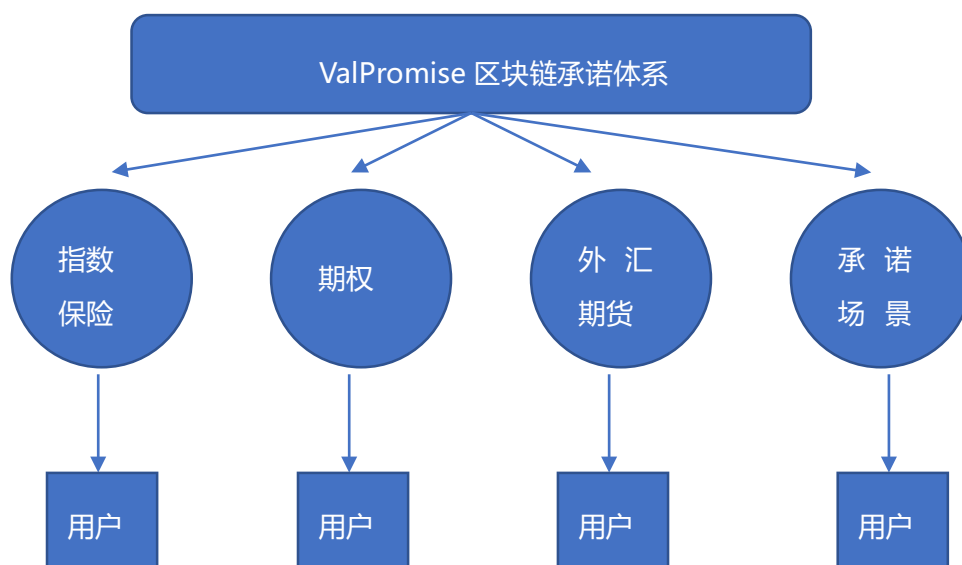 ValPromise 区块链承诺体系
指数
保险
期权
外 汇
期货
承 诺
场 景
用户
用户
用户
用户